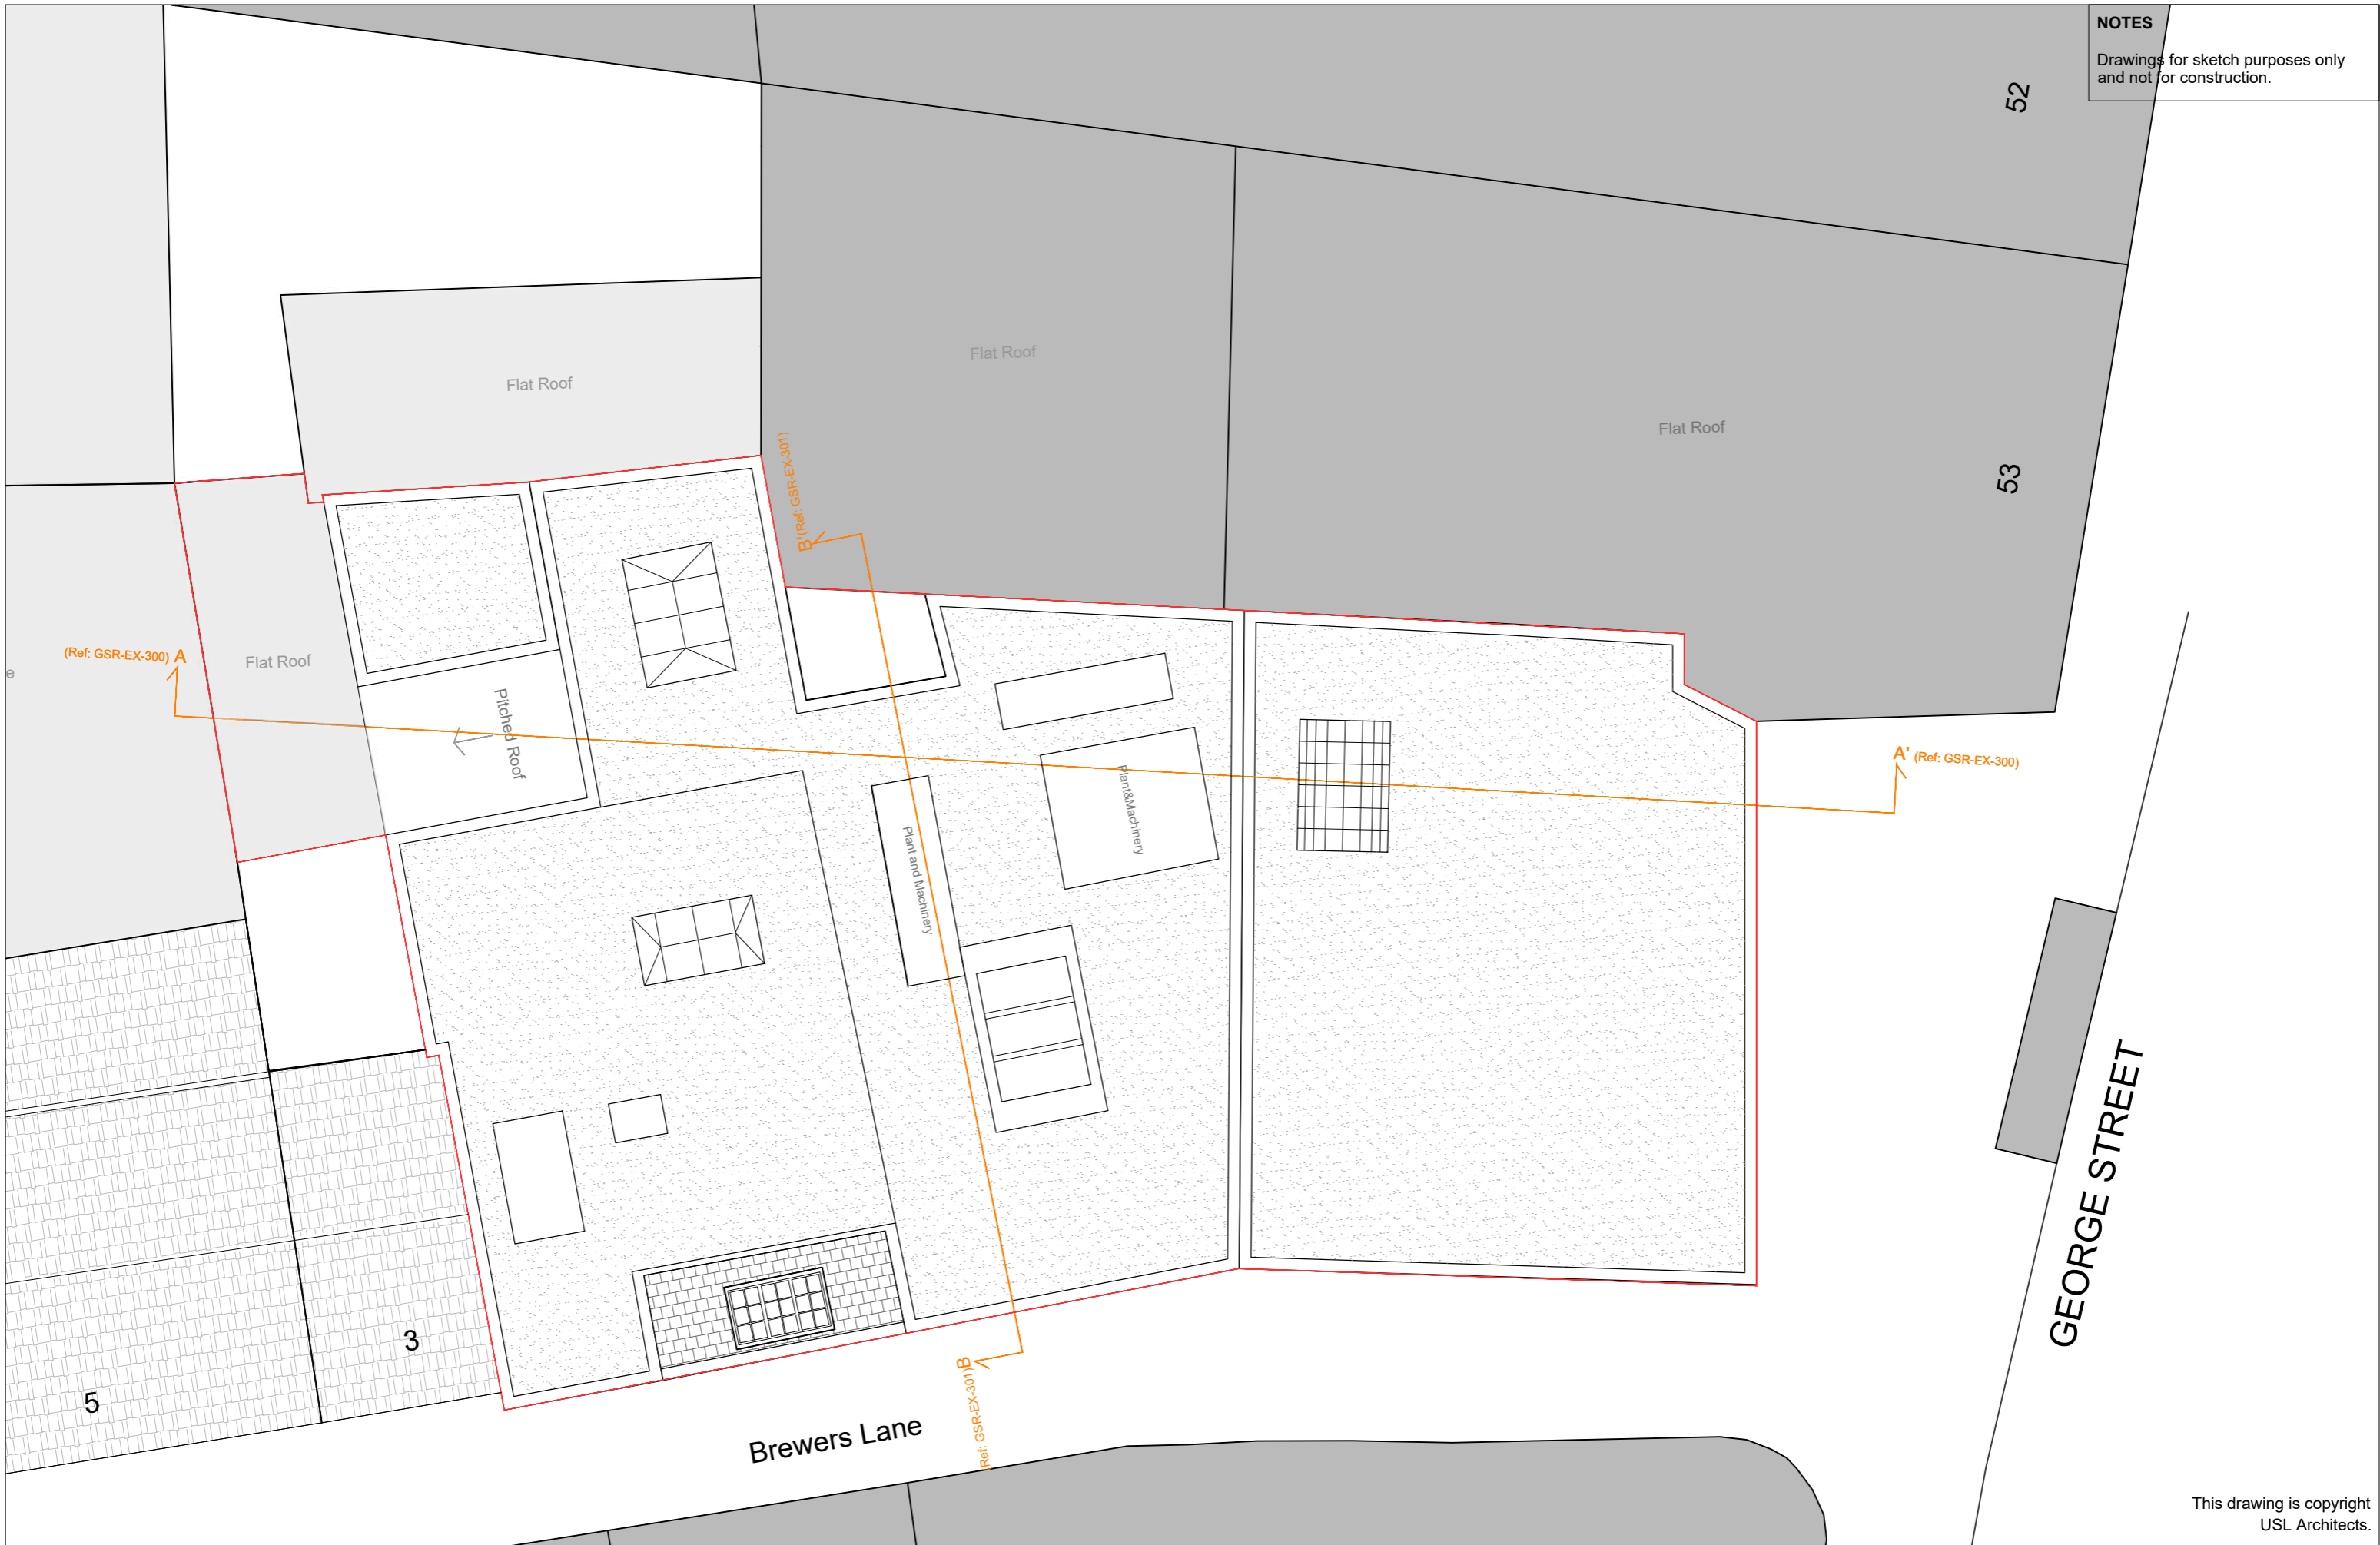 NOTES
Drawings for sketch purposes only
and not for construction.
52
Flat Roof
Flat Roof
Flat Roof
53
B'(Ref: GSR-EX-301)
(Ref: GSR-EX-300) A
Flat Roof
e
Pitched Roof
A' (Ref: GSR-EX-300)
Plant&Machinery
Plant and Machinery
GEORGE STREET
3
5
(Ref: GSR-EX-301)B
Brewers Lane
This drawing is copyright
USL Architects.